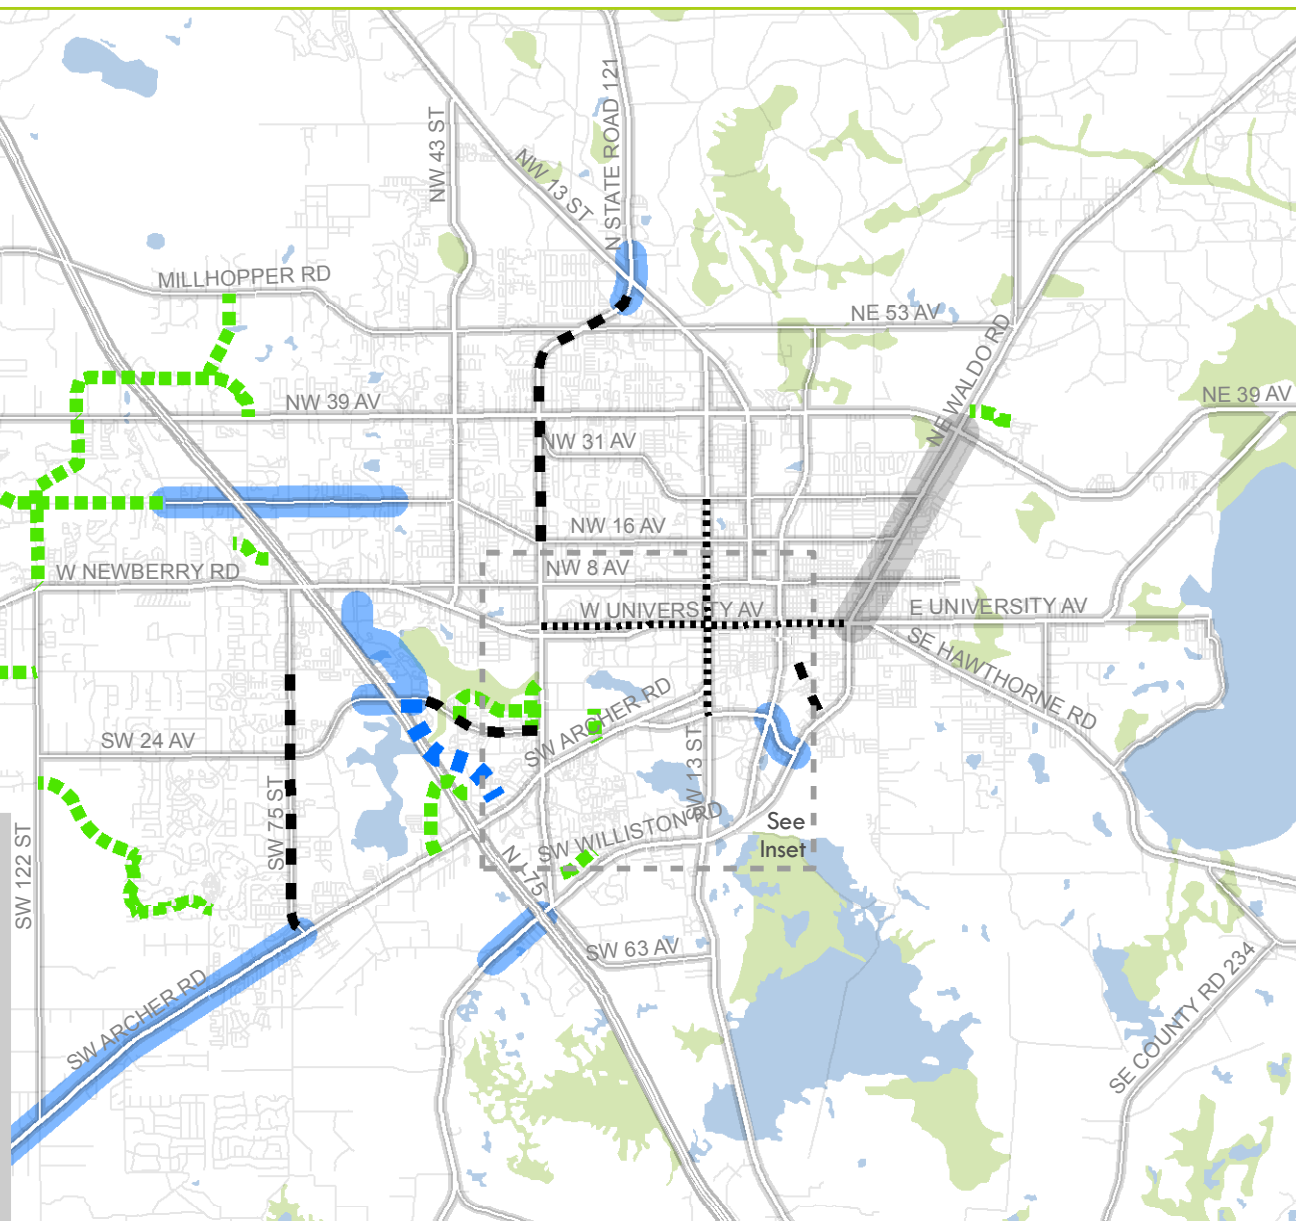 N STATE ROAD 121
NW 43 ST
NW 13 ST
MILLHOPPER RD
NE 53 AV
NE WALDO RD
NE 39 AV
NW 39 AV
NW 31 AV
NW 16 AV
NW 8 AV
W NEWBERRY RD
W UNIVERSITY AV
E UNIVERSITY AV
SE HAWTHORNE RD
SW ARCHER RD
SW 24 AV
SW 13 ST
SW 75 ST
SW 122 ST
SW WILLISTON RD
See
Inset
N I-75
SW 63 AV
SW ARCHER RD
SE COUNTY RD 234